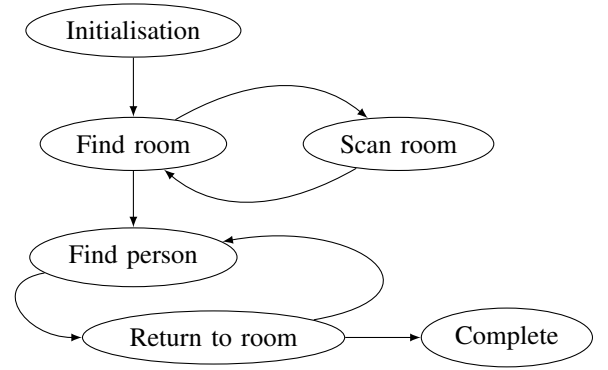 Initialisation
Find room
Scan room
Find person
Return to room
Complete